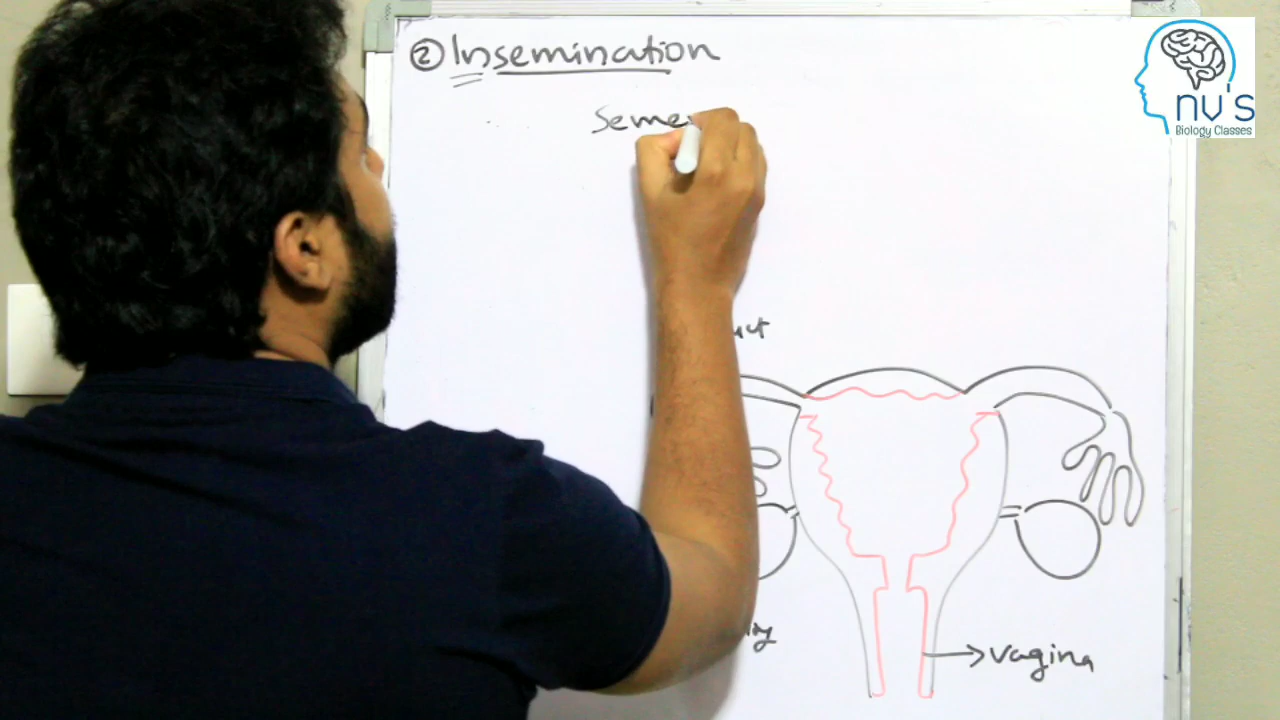 ② Insemination
Seme
nv's
Biology Classes
vagina